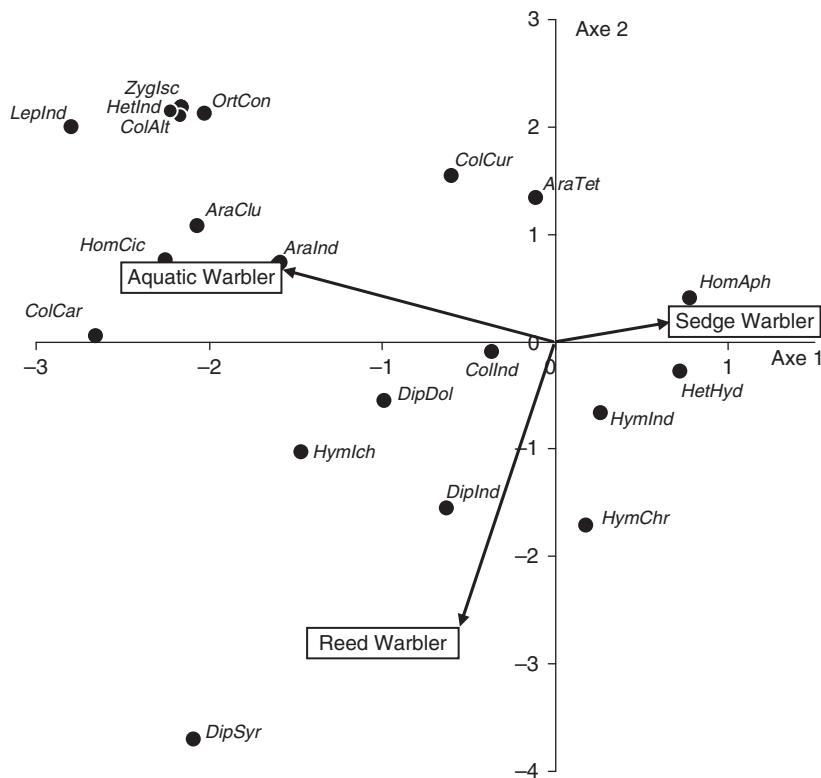 3
Axe 2
ZygIsc
HetInd
OrtCon
LepInd
ColAlt
2
ColCur
AraTet
AraClu
1
HomCic
AraInd
Aquatic Warbler
HomAph
ColCar
Sedge Warbler
0
Axe 1
–3
–2
–1
ColInd
0
1
HetHyd
DipDol
HymInd
HymIch
–1
DipInd
HymChr
–2
Reed Warbler
–3
DipSyr
–4